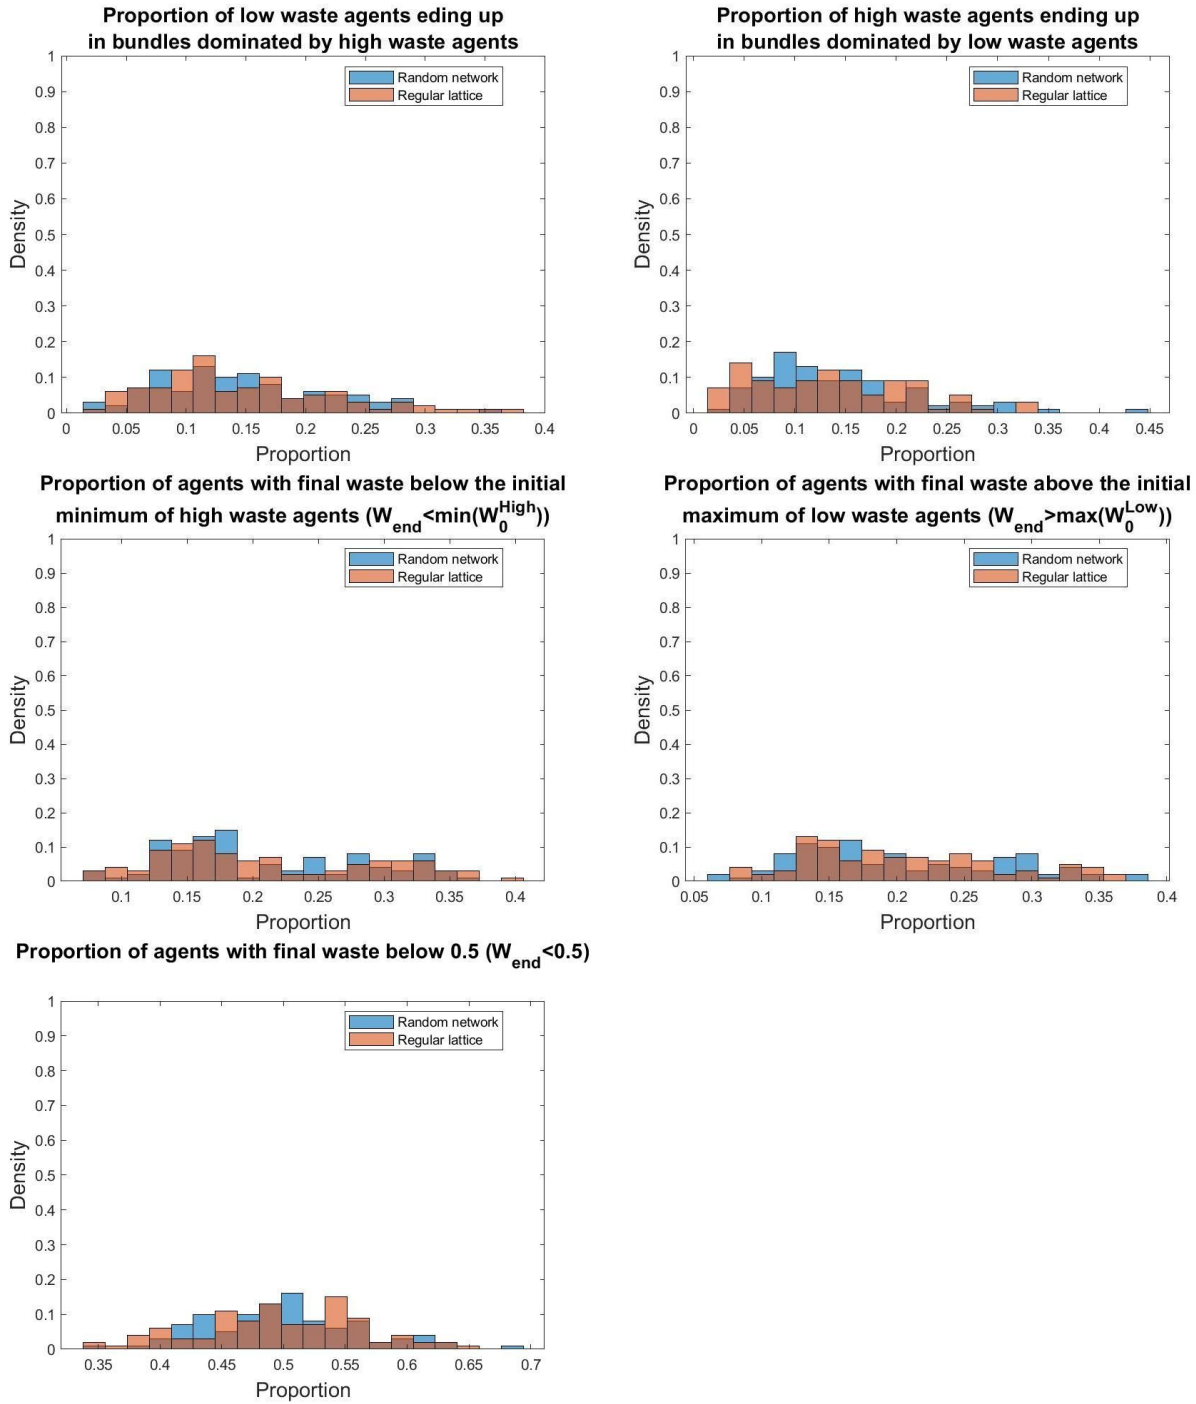 Proportion of low waste agents eding up
in bundles dominated by high waste agents
1
0.9
0.8
0.7
0.6
0.5
0.4
0.3
0.2
0.1
0
Density
Random network
Regular lattice
0 0.05 0.1 0.15 0.2 0.25 0.3 0.35 0.4
Proportion
Proportion of high waste agents ending up
in bundles dominated by low waste agents
1
0.9
0.8
0.7
0.6
0.5
0.4
0.3
0.2
0.1
0
Density
Random network
Regular lattice
0 0.05 0.1 0.15 0.2 0.25 0.3 0.35 0.4 0.45
Proportion
Proportion of agents with final waste below the initial
minimum of high waste agents (W_end<min(W_0^High))
1
0.9
0.8
0.7
0.6
0.5
0.4
0.3
0.2
0.1
0
Density
Random network
Regular lattice
0.1 0.15 0.2 0.25 0.3 0.35 0.4
Proportion
Proportion of agents with final waste above the initial
maximum of low waste agents (W_end>max(W_0^Low))
1
0.9
0.8
0.7
0.6
0.5
0.4
0.3
0.2
0.1
0
Density
Random network
Regular lattice
0.05 0.1 0.15 0.2 0.25 0.3 0.35 0.4
Proportion
Proportion of agents with final waste below 0.5 (W_end<0.5)
1
0.9
0.8
0.7
0.6
0.5
0.4
0.3
0.2
0.1
0
Density
Random network
Regular lattice
0.35 0.4 0.45 0.5 0.55 0.6 0.65 0.7
Proportion